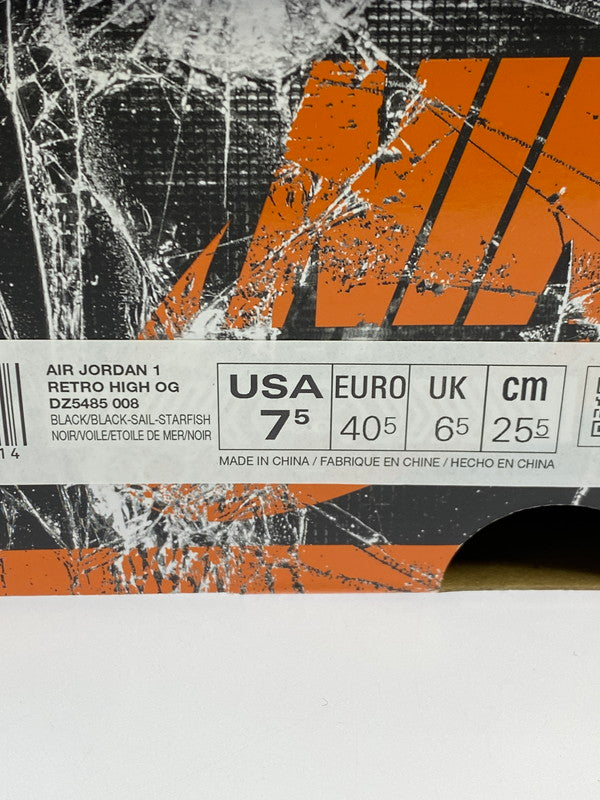 AIR JORDAN 1
RETRO HIGH OG
DZ5485 008
BLACK/BLACK-SAIL-STARFISH
NOIR/VOILE/ETOILE DE MER/NOIR
14
USA EURO UK cm
7⁵ 40⁵ 6⁵ 25⁵
MADE IN CHINA / FABRIQUE EN CHINE / HECHO EN CHINA